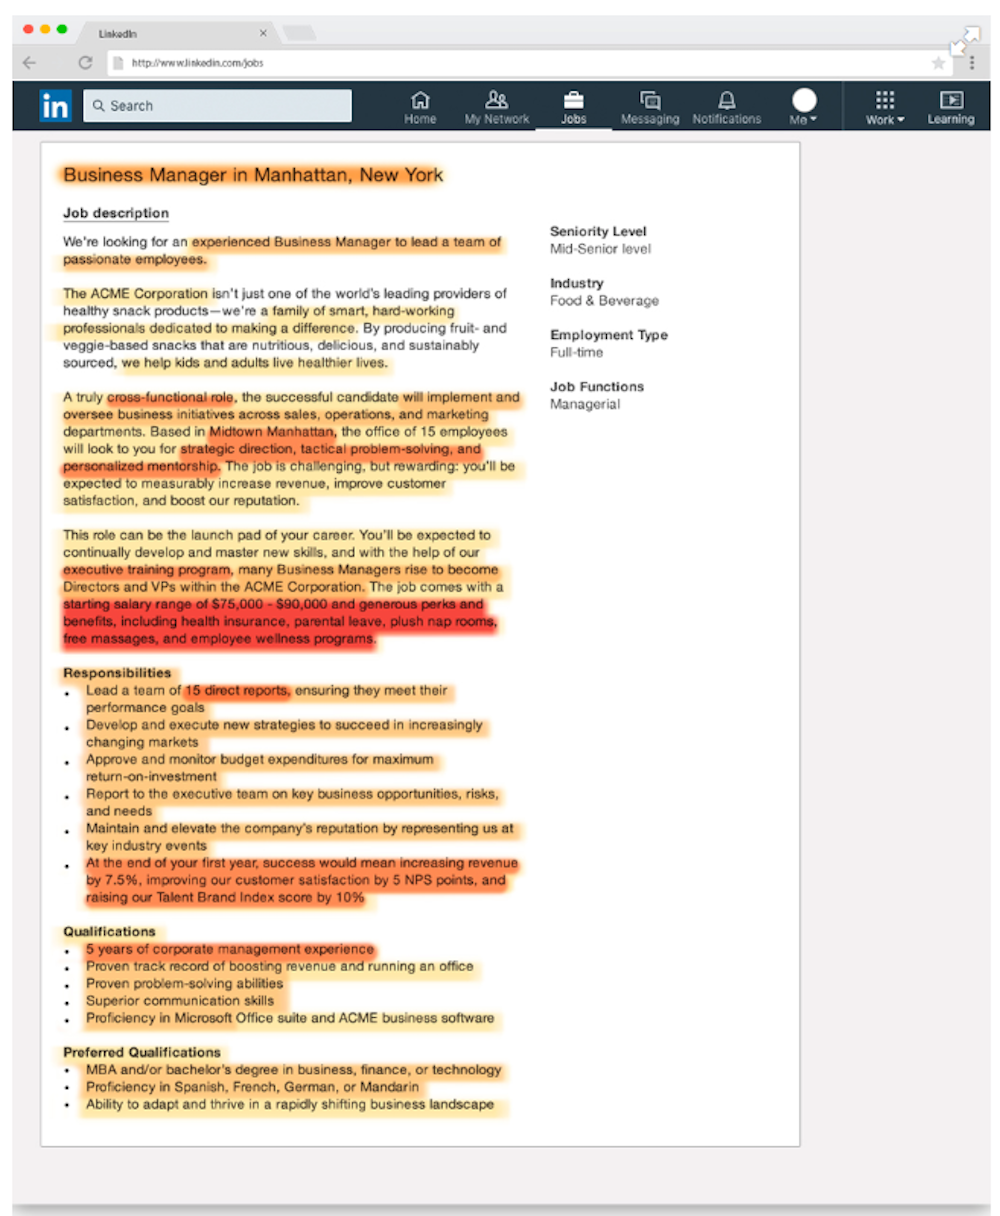 LinkedIn
http://www.linkedin.com/jobs
in
Search
Home
My Network
Jobs
Messaging
Notifications
Me
Work
Learning
Business Manager in Manhattan, New York
Job description
We're looking for an experienced Business Manager to lead a team of
passionate employees.
The ACME Corporation isn't just one of the world's leading providers of
healthy snack products—we're a family of smart, hard-working
professionals dedicated to making a difference. By producing fruit- and
veggie-based snacks that are nutritious, delicious, and sustainably
sourced, we help kids and adults live healthier lives.
A truly cross-functional role, the successful candidate will implement and
oversee business initiatives across sales, operations, and marketing
departments. Based in Midtown Manhattan, the office of 15 employees
will look to you for strategic direction, tactical problem-solving, and
personalized mentorship. The job is challenging, but rewarding: you'll be
expected to measurably increase revenue, improve customer
satisfaction, and boost our reputation.
This role can be the launch pad of your career. You'll be expected to
continually develop and master new skills, and with the help of our
executive training program, many Business Managers rise to become
Directors and VPs within the ACME Corporation. The job comes with a
starting salary range of $75,000 - $90,000 and generous perks and
benefits, including health insurance, parental leave, plush nap rooms,
free massages, and employee wellness programs.
Responsibilities
• Lead a team of 15 direct reports, ensuring they meet their
performance goals
• Develop and execute new strategies to succeed in increasingly
changing markets
• Approve and monitor budget expenditures for maximum
return-on-investment
• Report to the executive team on key business opportunities, risks,
and needs
• Maintain and elevate the company's reputation by representing us at
key industry events
• At the end of your first year, success would mean increasing revenue
by 7.5%, improving our customer satisfaction by 5 NPS points, and
raising our Talent Brand Index score by 10%
Qualifications
• 5 years of corporate management experience
• Proven track record of boosting revenue and running an office
• Proven problem-solving abilities
• Superior communication skills
• Proficiency in Microsoft Office suite and ACME business software
Preferred Qualifications
• MBA and/or bachelor's degree in business, finance, or technology
• Proficiency in Spanish, French, German, or Mandarin
• Ability to adapt and thrive in a rapidly shifting business landscape
Seniority Level
Mid-Senior level
Industry
Food & Beverage
Employment Type
Full-time
Job Functions
Managerial